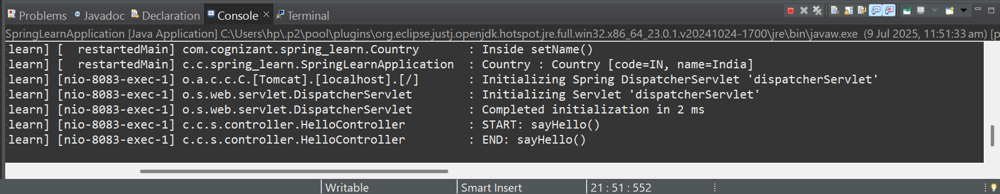 Problems Javadoc Declaration Console Terminal
SpringLearnApplication [Java Application] C:\Users\hp\.p2\pool\plugins\org.eclipse.justj.openjdk.hotspot.jre.full.win32.x86_64_23.0.1.v20241024-1700\jre\bin\javaw.exe (9 Jul 2025, 11:51:33 am) [p
learn] [  restartedMain] com.cognizant.spring_learn.Country       : Inside setName()
learn] [  restartedMain] c.c.spring_learn.SpringLearnApplication  : Country : Country [code=IN, name=India]
learn] [nio-8083-exec-1] o.a.c.c.C.[Tomcat].[localhost].[/]       : Initializing Spring DispatcherServlet 'dispatcherServlet'
learn] [nio-8083-exec-1] o.s.web.servlet.DispatcherServlet        : Initializing Servlet 'dispatcherServlet'
learn] [nio-8083-exec-1] o.s.web.servlet.DispatcherServlet        : Completed initialization in 2 ms
learn] [nio-8083-exec-1] c.c.s.controller.HelloController         : START: sayHello()
learn] [nio-8083-exec-1] c.c.s.controller.HelloController         : END: sayHello()
Writable Smart Insert 21 : 51 : 552